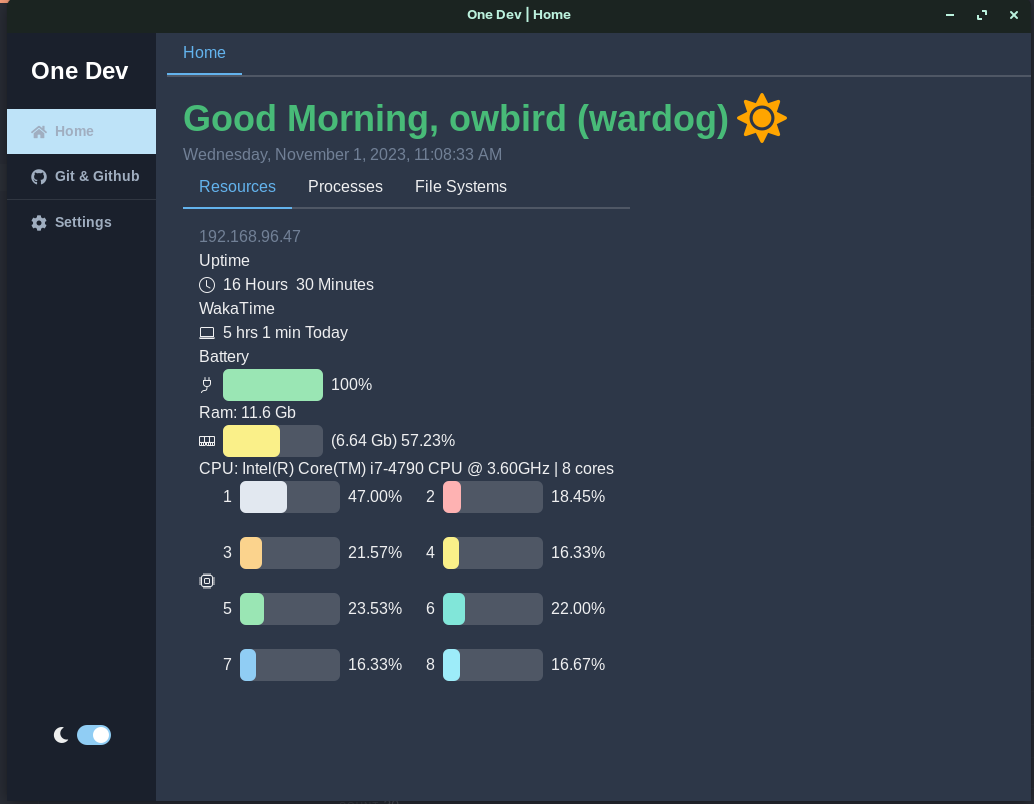 One Dev | Home
One Dev
Home
Git & Github
Settings
Home
Good Morning, owbird (wardog)
Wednesday, November 1, 2023, 11:08:33 AM
Resources Processes File Systems
192.168.96.47
Uptime
16 Hours 30 Minutes
WakaTime
5 hrs 1 min Today
Battery
100%
Ram: 11.6 Gb
(6.64 Gb) 57.23%
CPU: Intel(R) Core(TM) i7-4790 CPU @ 3.60GHz | 8 cores
1 47.00% 2 18.45%
3 21.57% 4 16.33%
5 23.53% 6 22.00%
7 16.33% 8 16.67%